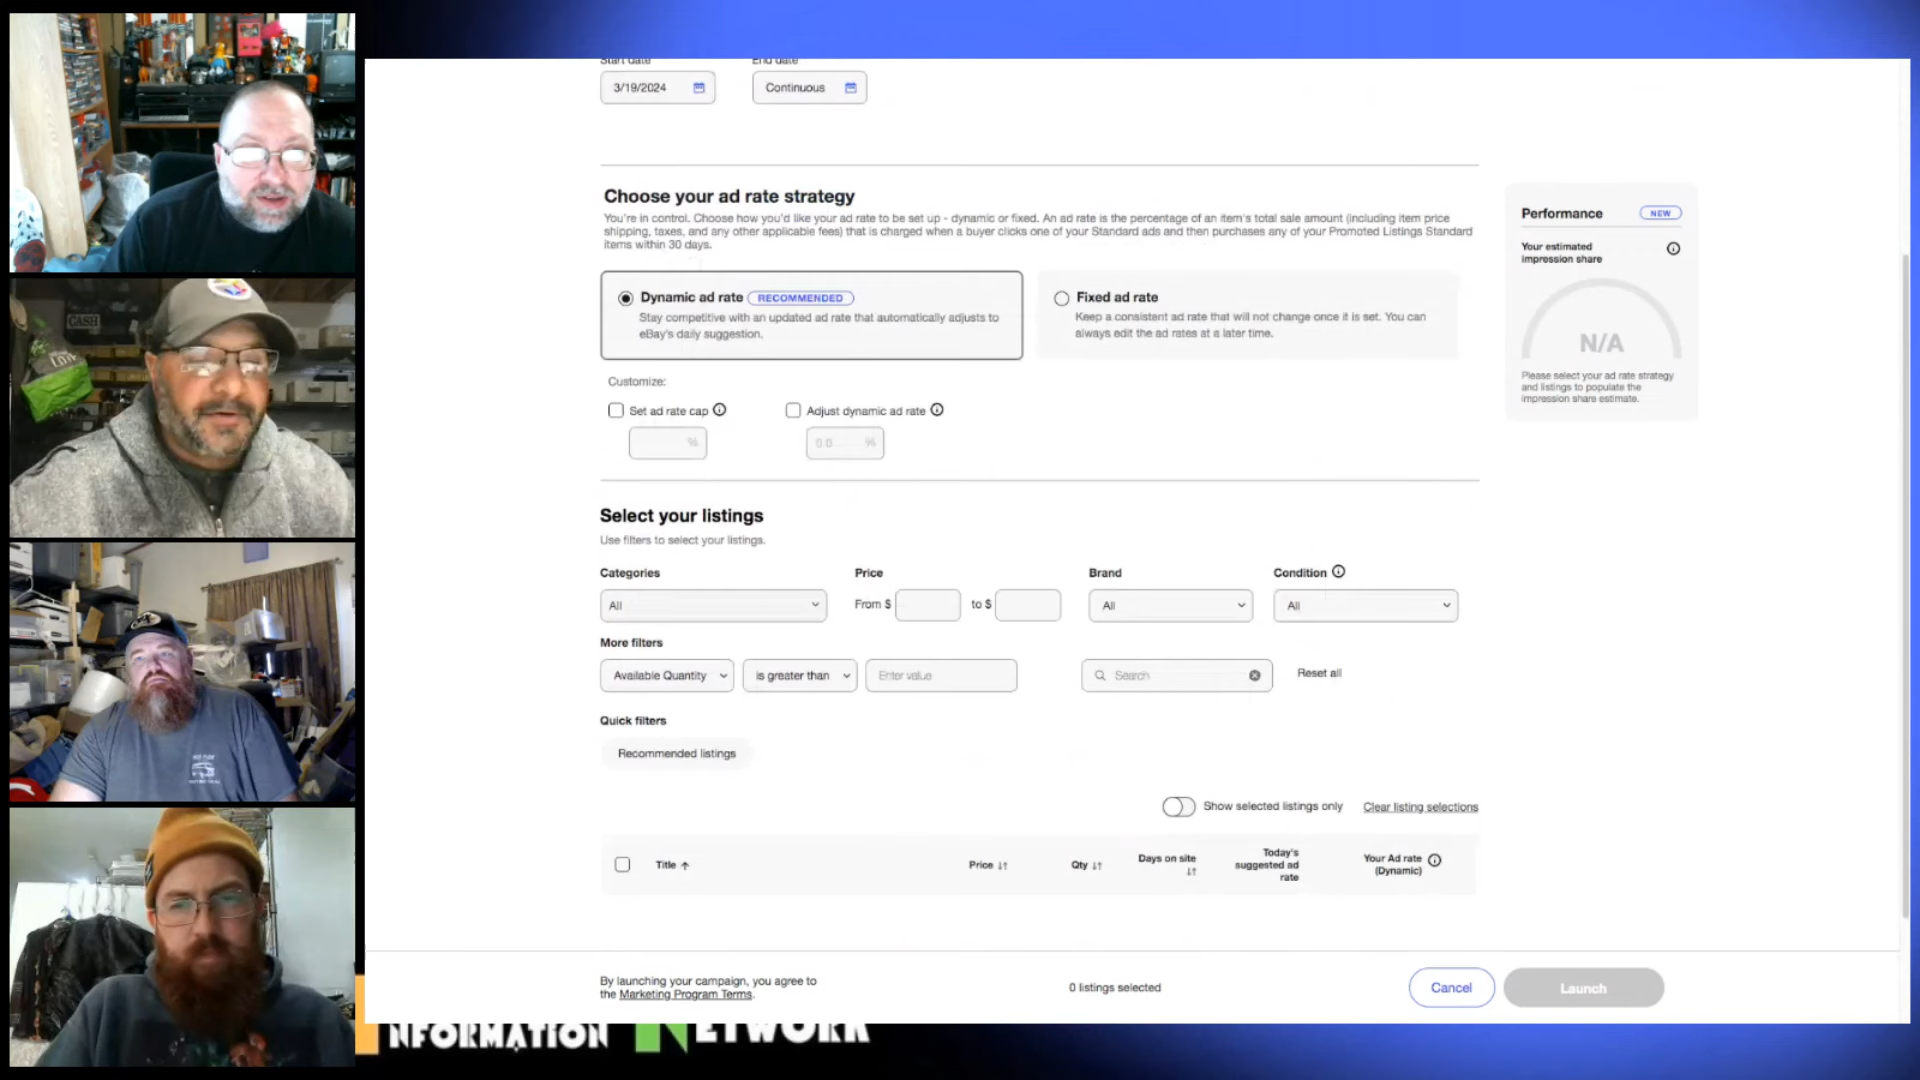 Start date
End date
3/19/2024
Continuous
Choose your ad rate strategy
You're in control. Choose how you'd like your ad rate to be set up - dynamic or fixed. An ad rate is the percentage of an item's total sale amount (including item price
shipping, taxes, and any other applicable fees) that is charged when a buyer clicks one of your Standard ads and then purchases any of your Promoted Listings Standard
items within 30 days.
Dynamic ad rate RECOMMENDED
Stay competitive with an updated ad rate that automatically adjusts to
eBay's daily suggestion.
Fixed ad rate
Keep a consistent ad rate that will not change once it is set. You can
always edit the ad rates at a later time.
Customize:
Set ad rate cap
Adjust dynamic ad rate
%
0.0 %
Performance NEW
Your estimated
impression share
N/A
Please select your ad rate strategy
and listings to populate the
impression share estimate.
Select your listings
Use filters to select your listings.
Categories
Price
Brand
Condition
All
From $
to $
All
All
More filters
Available Quantity
is greater than
Enter value
Search
Reset all
Quick filters
Recommended listings
Show selected listings only
Clear listing selections
Title
Price
Qty
Days on site
Today's
suggested ad
rate
Your Ad rate
(Dynamic)
By launching your campaign, you agree to
the Marketing Program Terms.
0 listings selected
Cancel
Launch
NFORMATION NETWORK
CASH